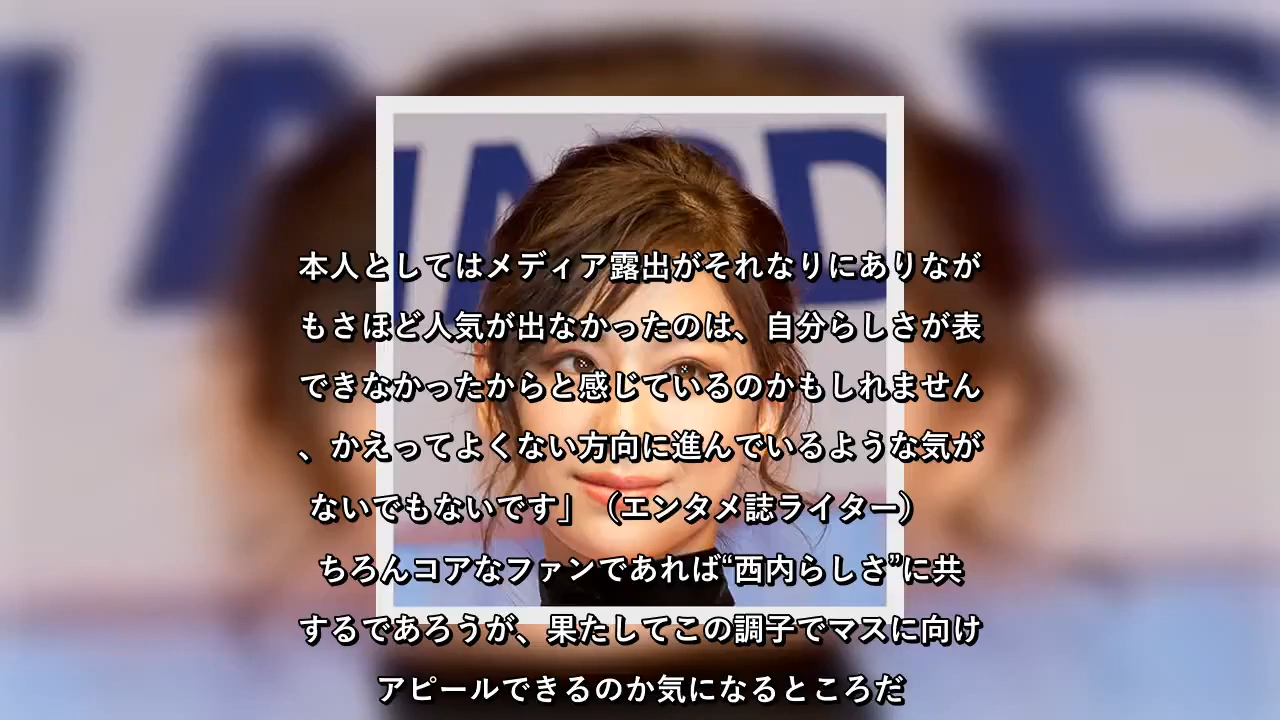 本人としてはメディア露出がそれなりにありなが
もさほど人気が出なかったのは、自分らしさが表
できなかったからと感じているのかもしれません
、かえってよくない方向に進んでいるような気が
ないでもないです」（エンタメ誌ライター）
ちろんコアなファンであれば“西内らしさ”に共
するであろうが、果たしてこの調子でマスに向け
アピールできるのか気になるところだ